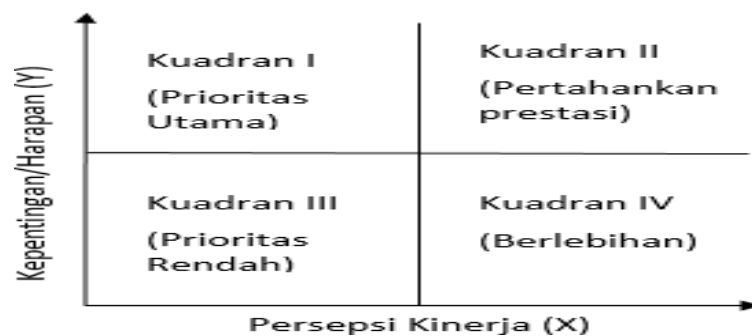 Kepentingan/Harapan (Y)
Kuadran I
(Prioritas
Utama)
Kuadran II
(Pertahankan
prestasi)
Kuadran III
(Prioritas
Rendah)
Kuadran IV
(Berlebihan)
Persepsi Kinerja (X)